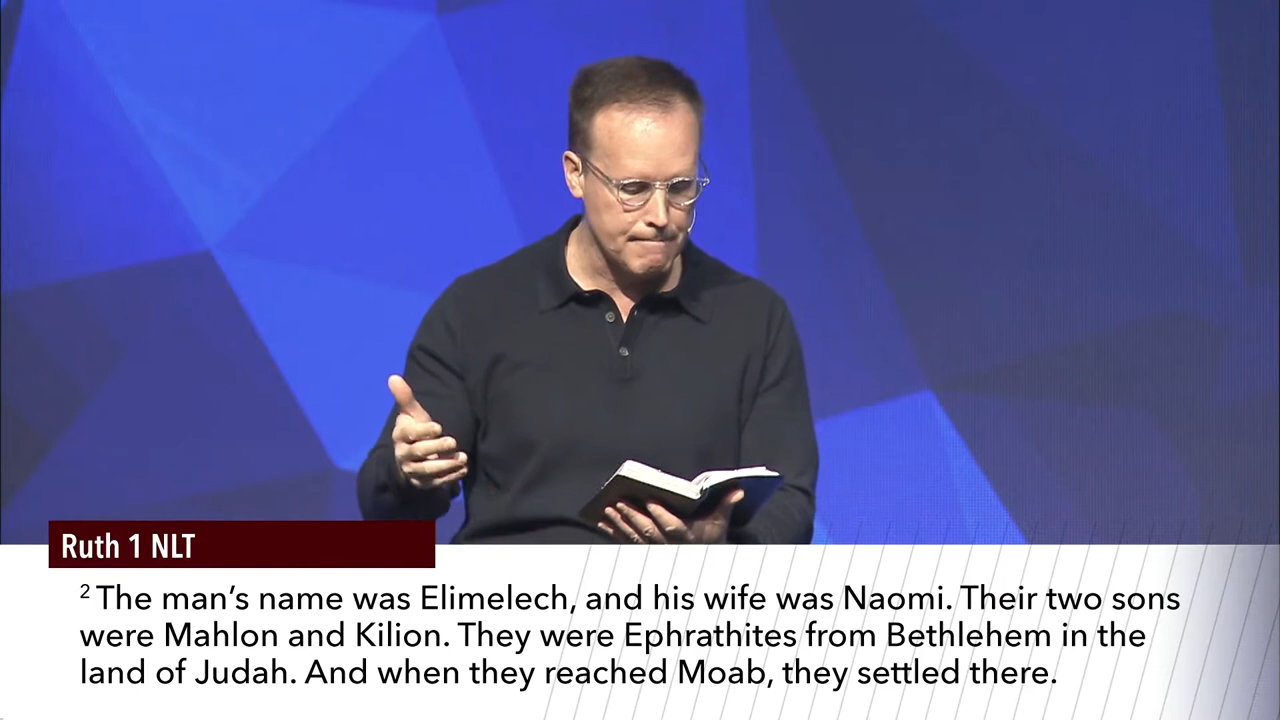 Ruth 1 NLT
2 The man’s name was Elimelech, and his wife was Naomi. Their two sons
were Mahlon and Kilion. They were Ephrathites from Bethlehem in the
land of Judah. And when they reached Moab, they settled there.